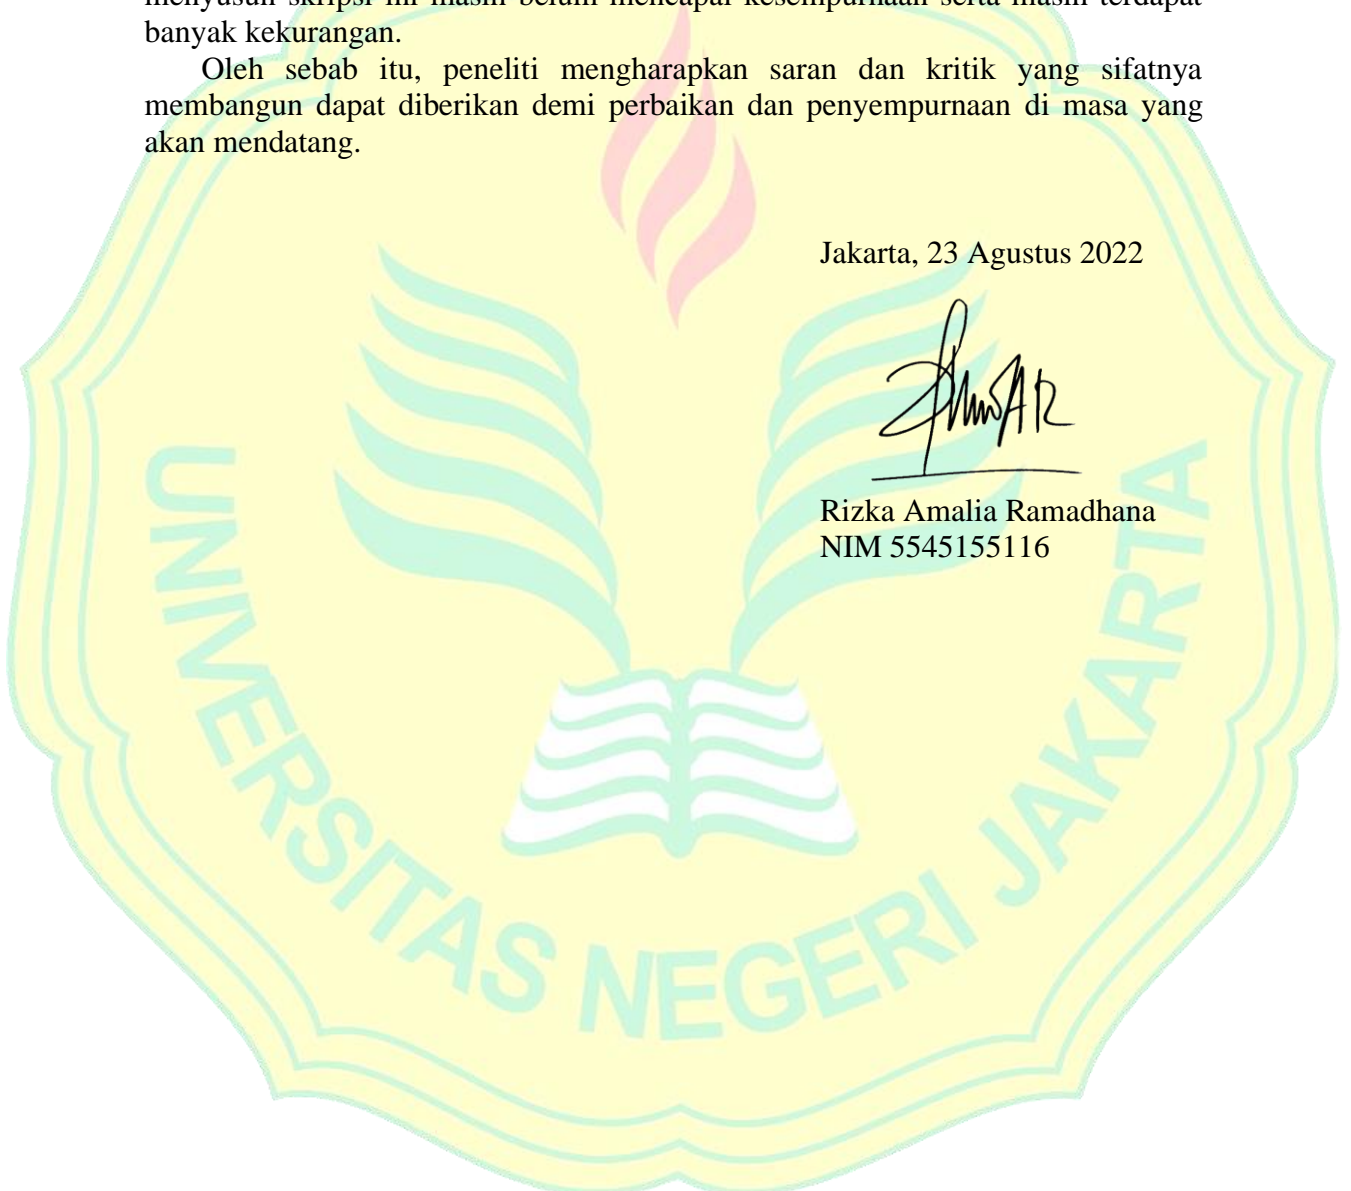 menyusun skripsi ini masih belum mencapai kesempurnaan serta masih terdapat
banyak kekurangan.
Oleh sebab itu, peneliti mengharapkan saran dan kritik yang sifatnya
membangun dapat diberikan demi perbaikan dan penyempurnaan di masa yang
akan mendatang.
Jakarta, 23 Agustus 2022
Rizka Amalia Ramadhana
NIM 5545155116
UNIVERSITAS NEGERI JAKARTA